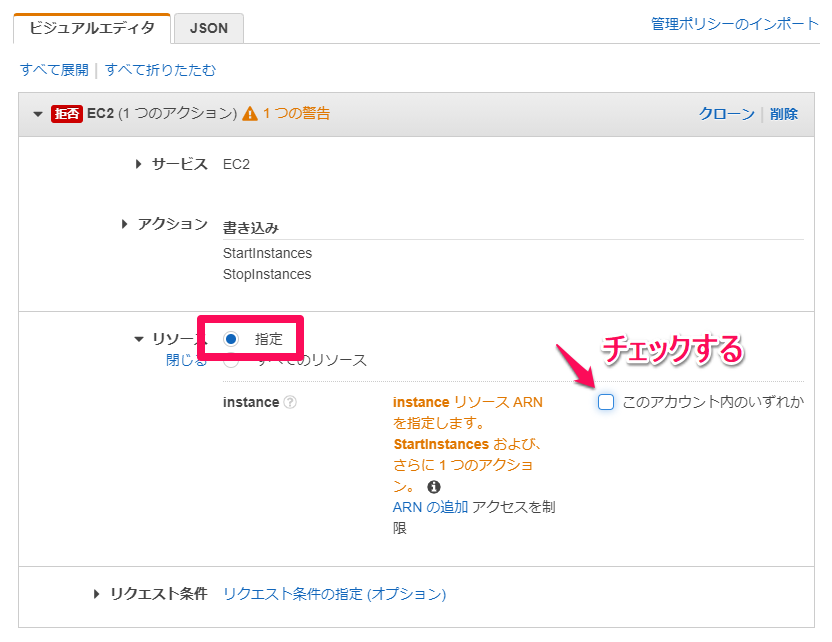 ビジュアルエディタ JSON 管理ポリシーのインポート
すべて展開 | すべて折りたたむ
拒否 EC2 (1 つのアクション) 1 つの警告 クローン | 削除
サービス EC2
アクション 書き込み
StartInstances
StopInstances
リソース 指定
閉じる すべてのリソース
チェックする
instance ? instance リソース ARN このアカウント内のいずれか
を指定します。
StartInstances および、
さらに 1 つのアクショ
ン。
ARN の追加 アクセスを制
限
リクエスト条件 リクエスト条件の指定 (オプション)